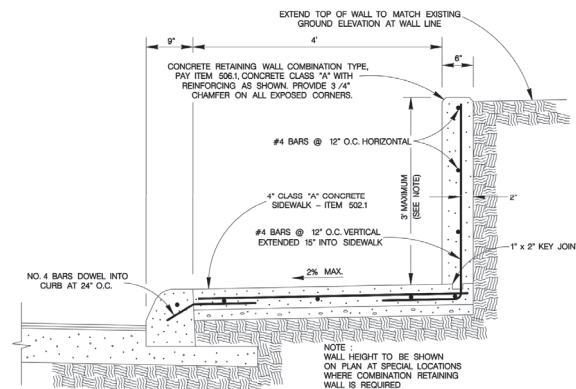 EXTEND TOP OF WALL TO MATCH EXISTING
GROUND ELEVATION AT WALL LINE
9"
4'
6"
CONCRETE RETAINING WALL COMBINATION TYPE,
PAY ITEM 506.1, CONCRETE CLASS "A" WITH
REINFORCING AS SHOWN. PROVIDE 3 /4"
CHAMFER ON ALL EXPOSED CORNERS.
#4 BARS @ 12" O.C. HORIZONTAL
3' MAXIMUM
(SEE NOTE)
2"
4" CLASS "A" CONCRETE
SIDEWALK - ITEM 502.1
#4 BARS @ 12" O.C. VERTICAL
EXTENDED 15" INTO SIDEWALK
1" x 2" KEY JOIN
2% MAX.
NO. 4 BARS DOWEL INTO
CURB AT 24" O.C.
NOTE :
WALL HEIGHT TO BE SHOWN
ON PLAN AT SPECIAL LOCATIONS
WHERE COMBINATION RETAINING
WALL IS REQUIRED